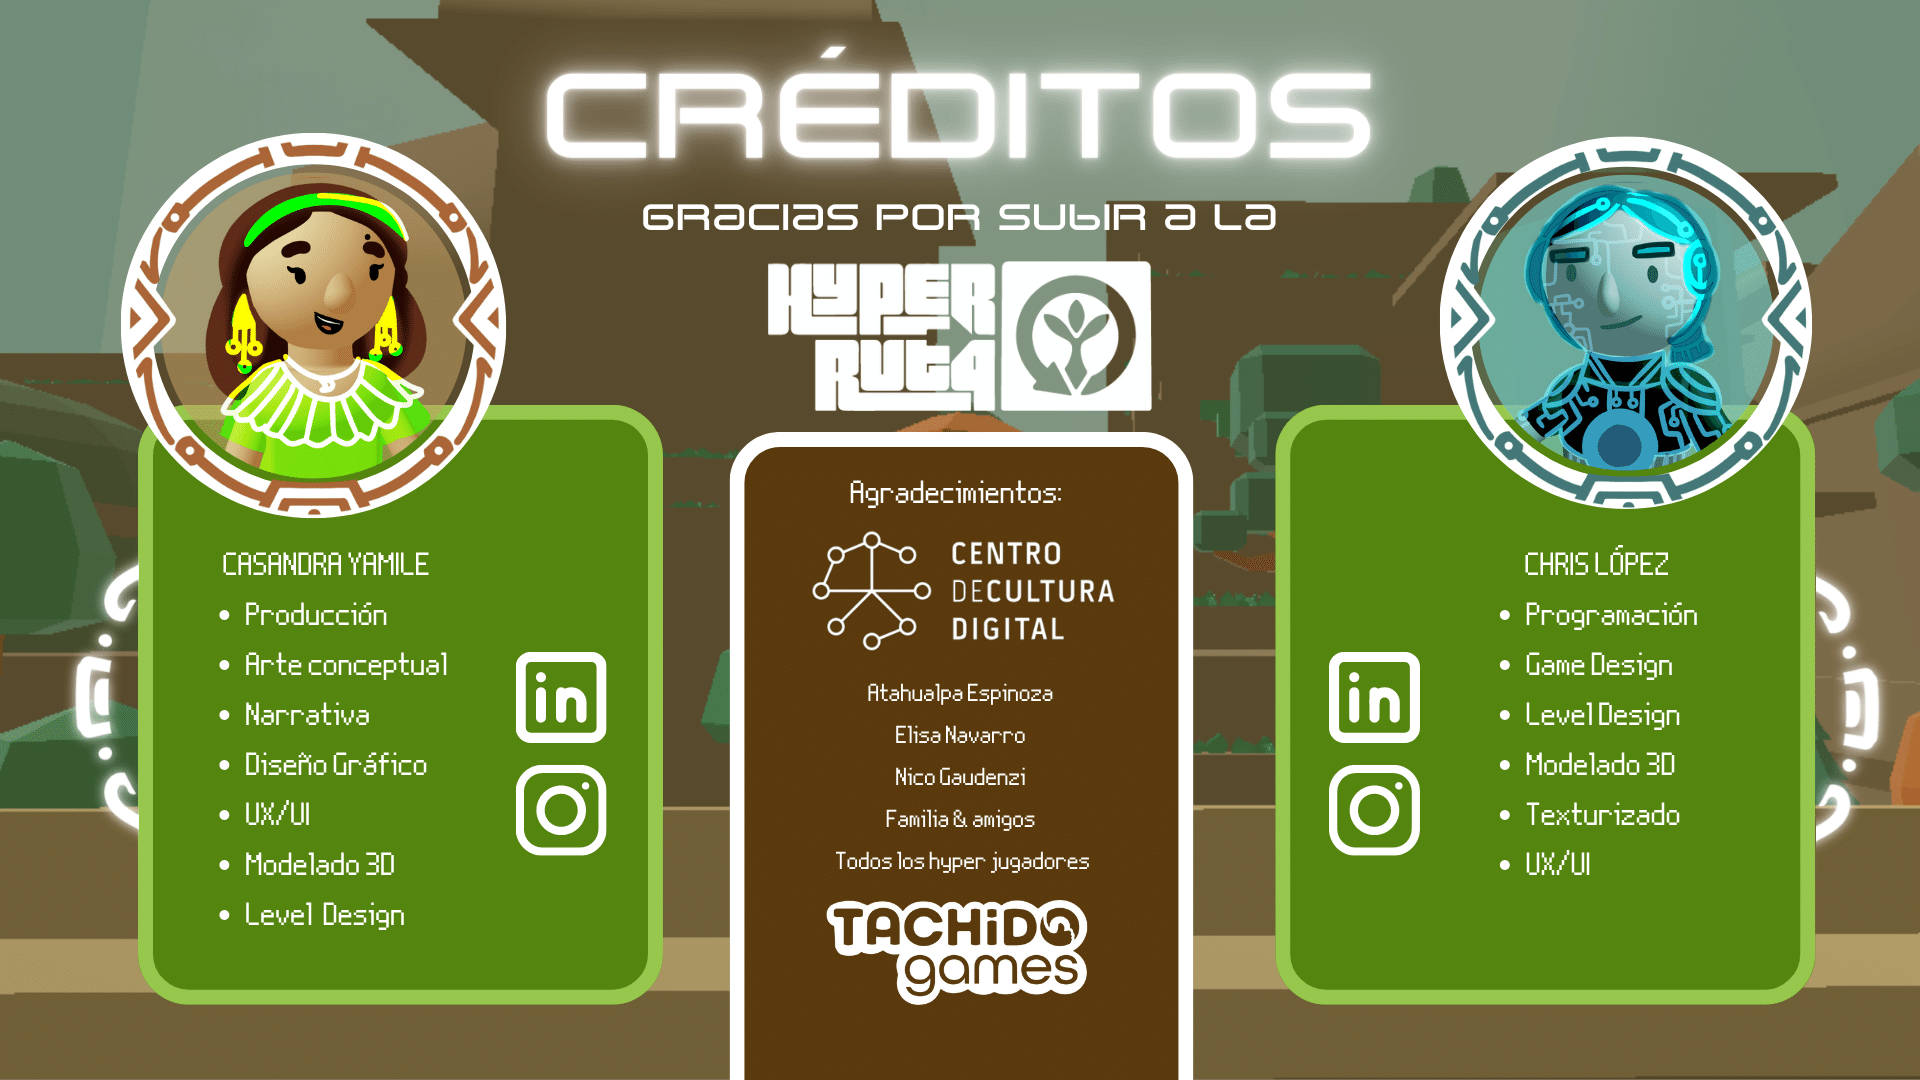 CRÉDITOS
GRACIAS POR SUBIR A LA
HYPER
RUTA
CASANDRA YAMILE
• Producción
• Arte conceptual
• Narrativa
• Diseño Gráfico
• UX/UI
• Modelado 3D
• Level Design
in
Agradecimientos:
CENTRO
DECULTURA
DIGITAL
Atahualpa Espinoza
Elisa Navarro
Nico Gaudenzi
Familia & amigos
Todos los hyper jugadores
TACHiDO
games
CHRIS LÓPEZ
• Programación
• Game Design
• Level Design
• Modelado 3D
• Texturizado
• UX/UI
in